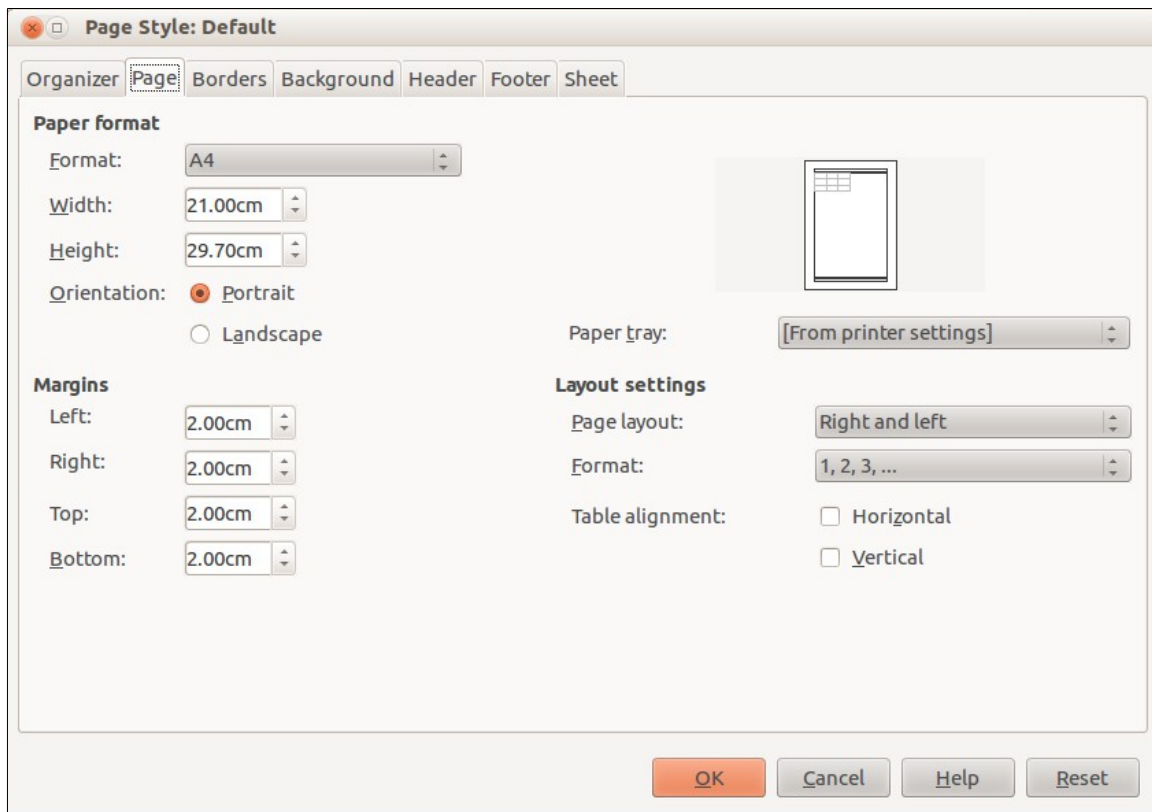 Page Style: Default
Organizer Page Borders Background Header Footer Sheet
Paper format
Format: A4
Width: 21.00cm
Height: 29.70cm
Orientation: Portrait
Landscape
Paper tray: [From printer settings]
Margins
Left: 2.00cm
Right: 2.00cm
Top: 2.00cm
Bottom: 2.00cm
Layout settings
Page layout: Right and left
Format: 1, 2, 3, ...
Table alignment: Horizontal
Vertical
OK Cancel Help Reset